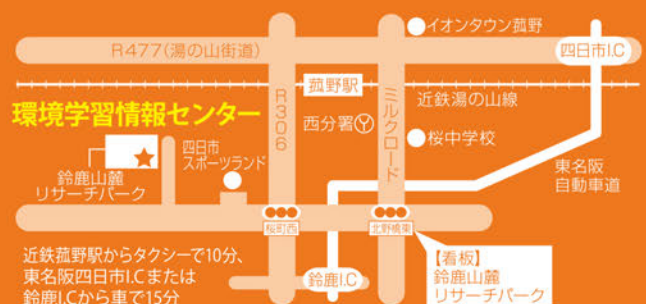 イオンタウン菰野
R477(湯の山街道)
四日市I.C
菰野駅
近鉄湯の山線
環境学習情報センター
R306
西分署
ミルクロード
桜中学校
四日市
スポーツランド
鈴鹿山麓
リサーチパーク
東名阪
自動車道
桜町西
北野橋東
近鉄菰野駅からタクシーで10分、
東名阪四日市I.Cまたは
鈴鹿I.Cから車で15分
鈴鹿I.C
【看板】
鈴鹿山麓
リサーチパーク